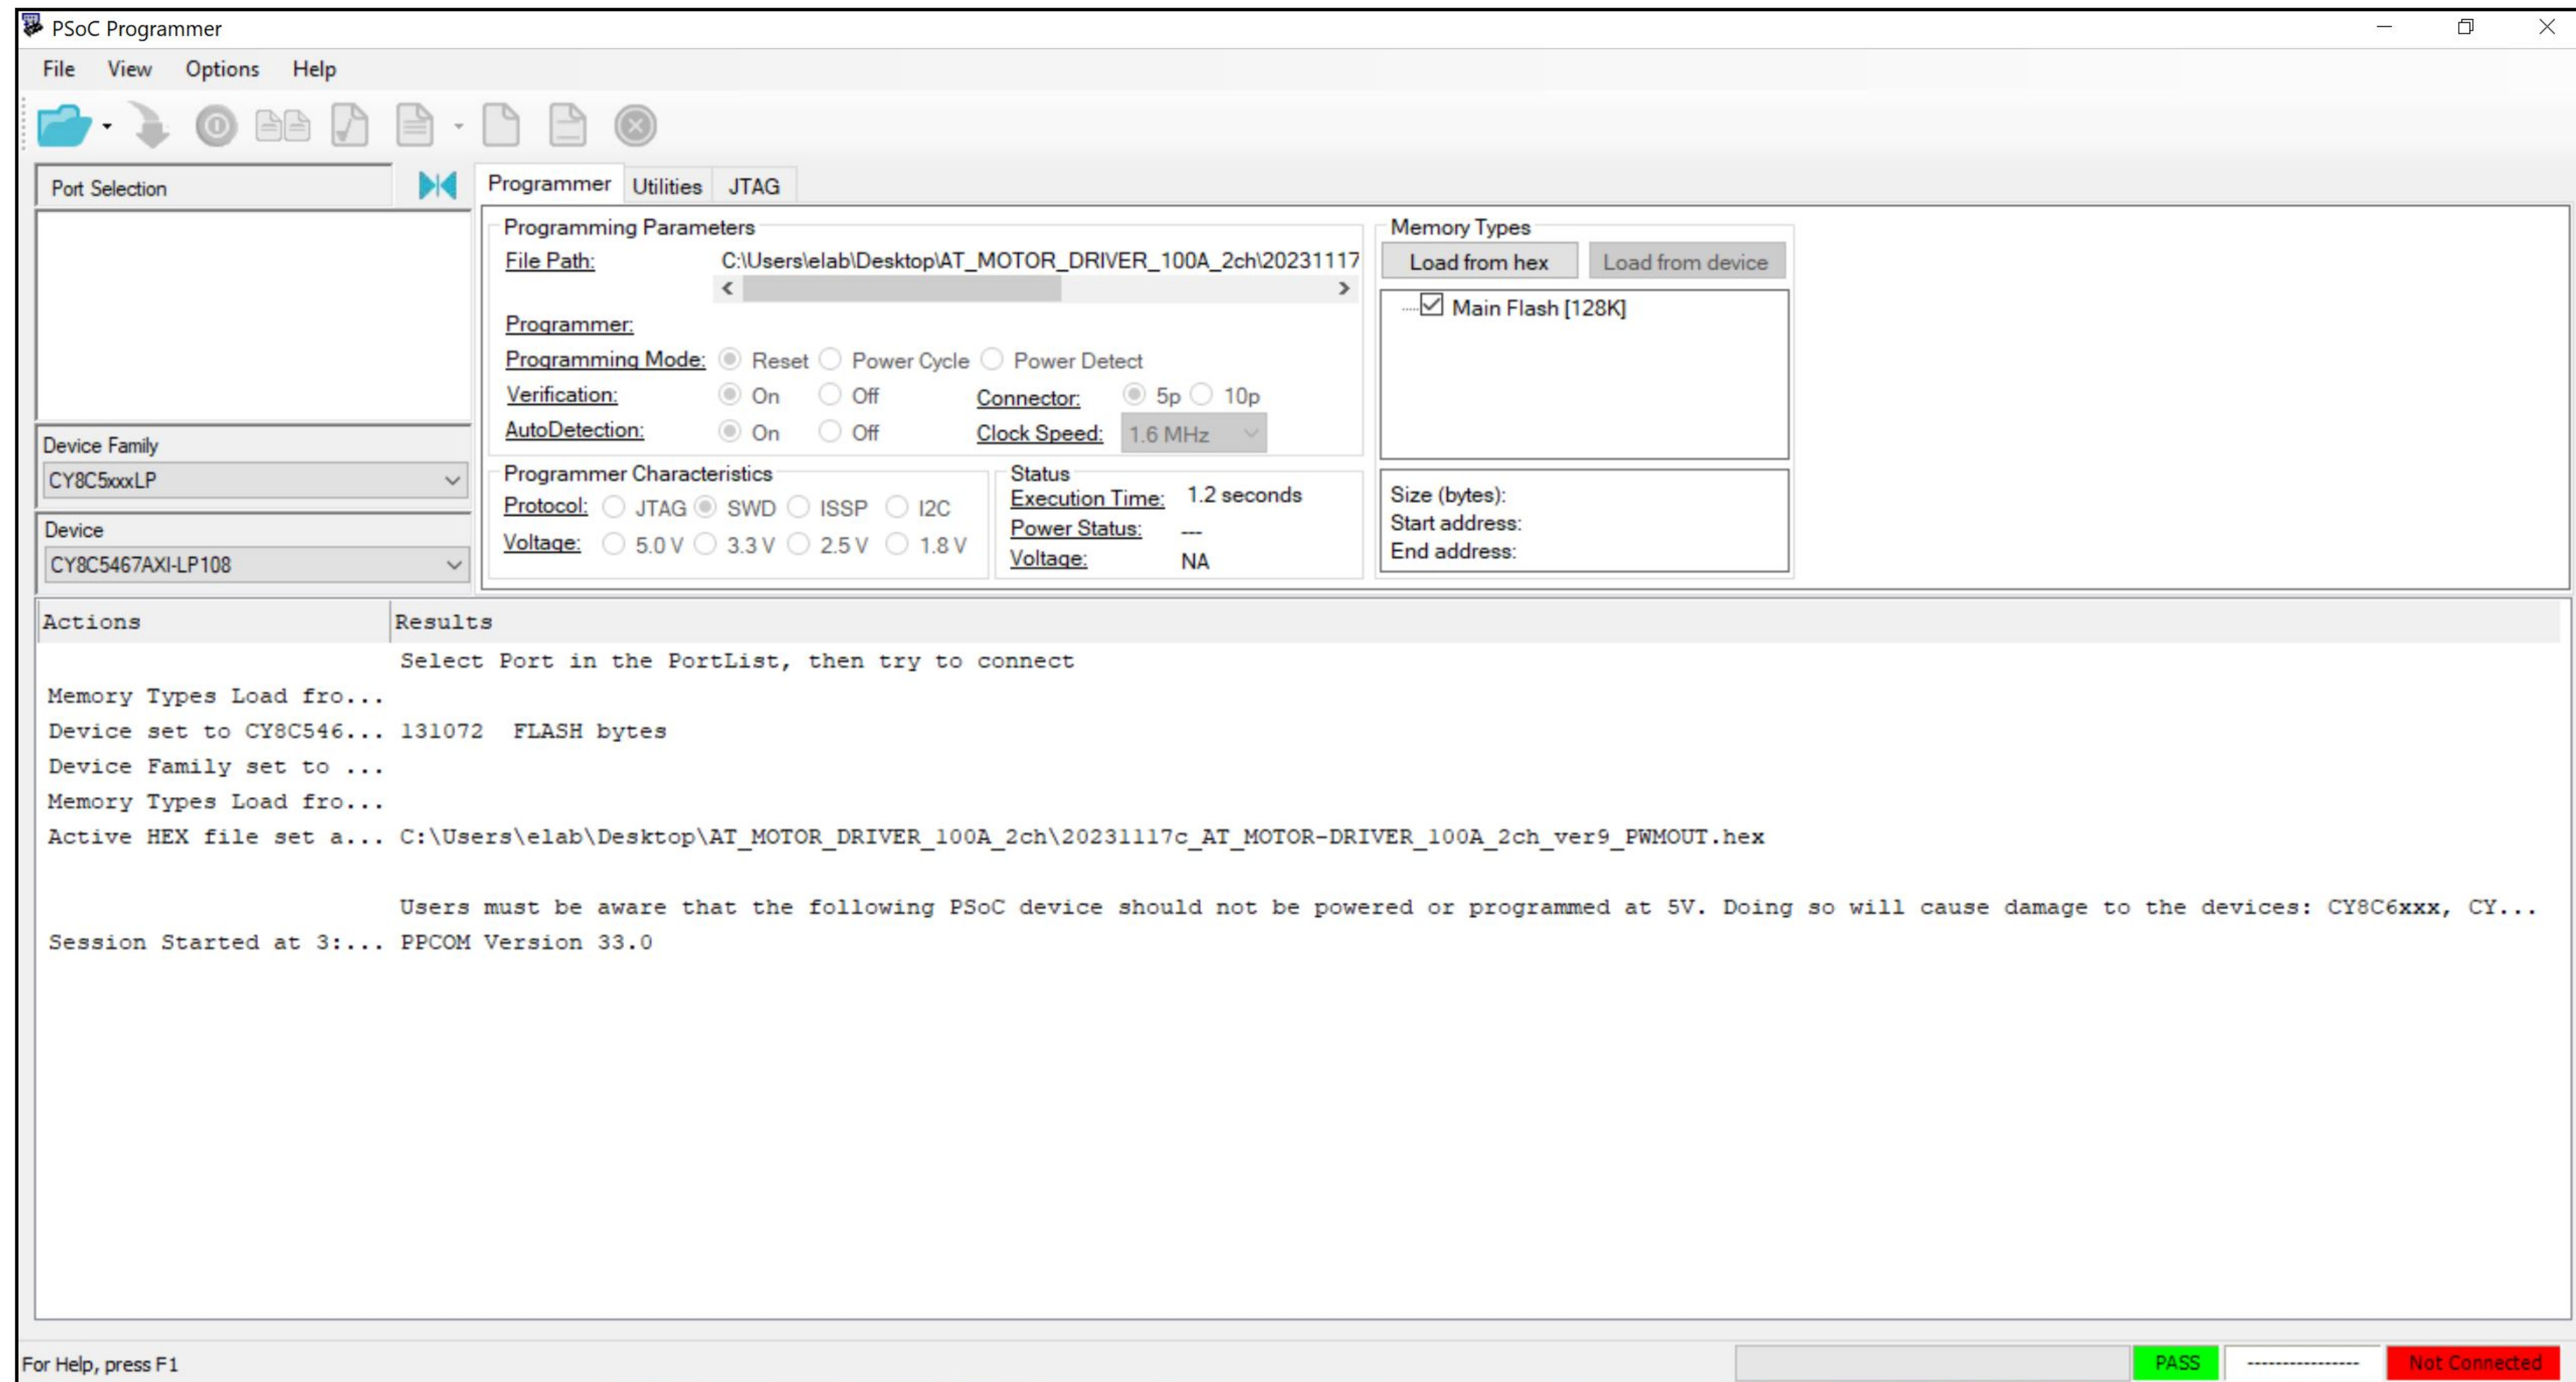 PSoC Programmer
File View Options Help
Port Selection
Programmer Utilities JTAG
Programming Parameters
File Path: C:\Users\elab\Desktop\AT_MOTOR_DRIVER_100A_2ch\20231117
Programmer:
Programming Mode: Reset Power Cycle Power Detect
Verification: On Off Connector: 5p 10p
AutoDetection: On Off Clock Speed: 1.6 MHz
Programmer Characteristics
Protocol: JTAG SWD ISSP I2C
Voltage: 5.0 V 3.3 V 2.5 V 1.8 V
Status
Execution Time: 1.2 seconds
Power Status: ---
Voltage: NA
Memory Types
Load from hex Load from device
Main Flash [128K]
Size (bytes):
Start address:
End address:
Device Family
CY8C5xxxLP
Device
CY8C5467AXI-LP108
Actions Results
Select Port in the PortList, then try to connect
Memory Types Load fro...
Device set to CY8C546... 131072 FLASH bytes
Device Family set to ...
Memory Types Load fro...
Active HEX file set a... C:\Users\elab\Desktop\AT_MOTOR_DRIVER_100A_2ch\20231117c_AT_MOTOR-DRIVER_100A_2ch_ver9_PWMOUT.hex
Users must be aware that the following PSoC device should not be powered or programmed at 5V. Doing so will cause damage to the devices: CY8C6xxx, CY...
Session Started at 3:... PPCOM Version 33.0
For Help, press F1
PASS ---------------- Not Connected